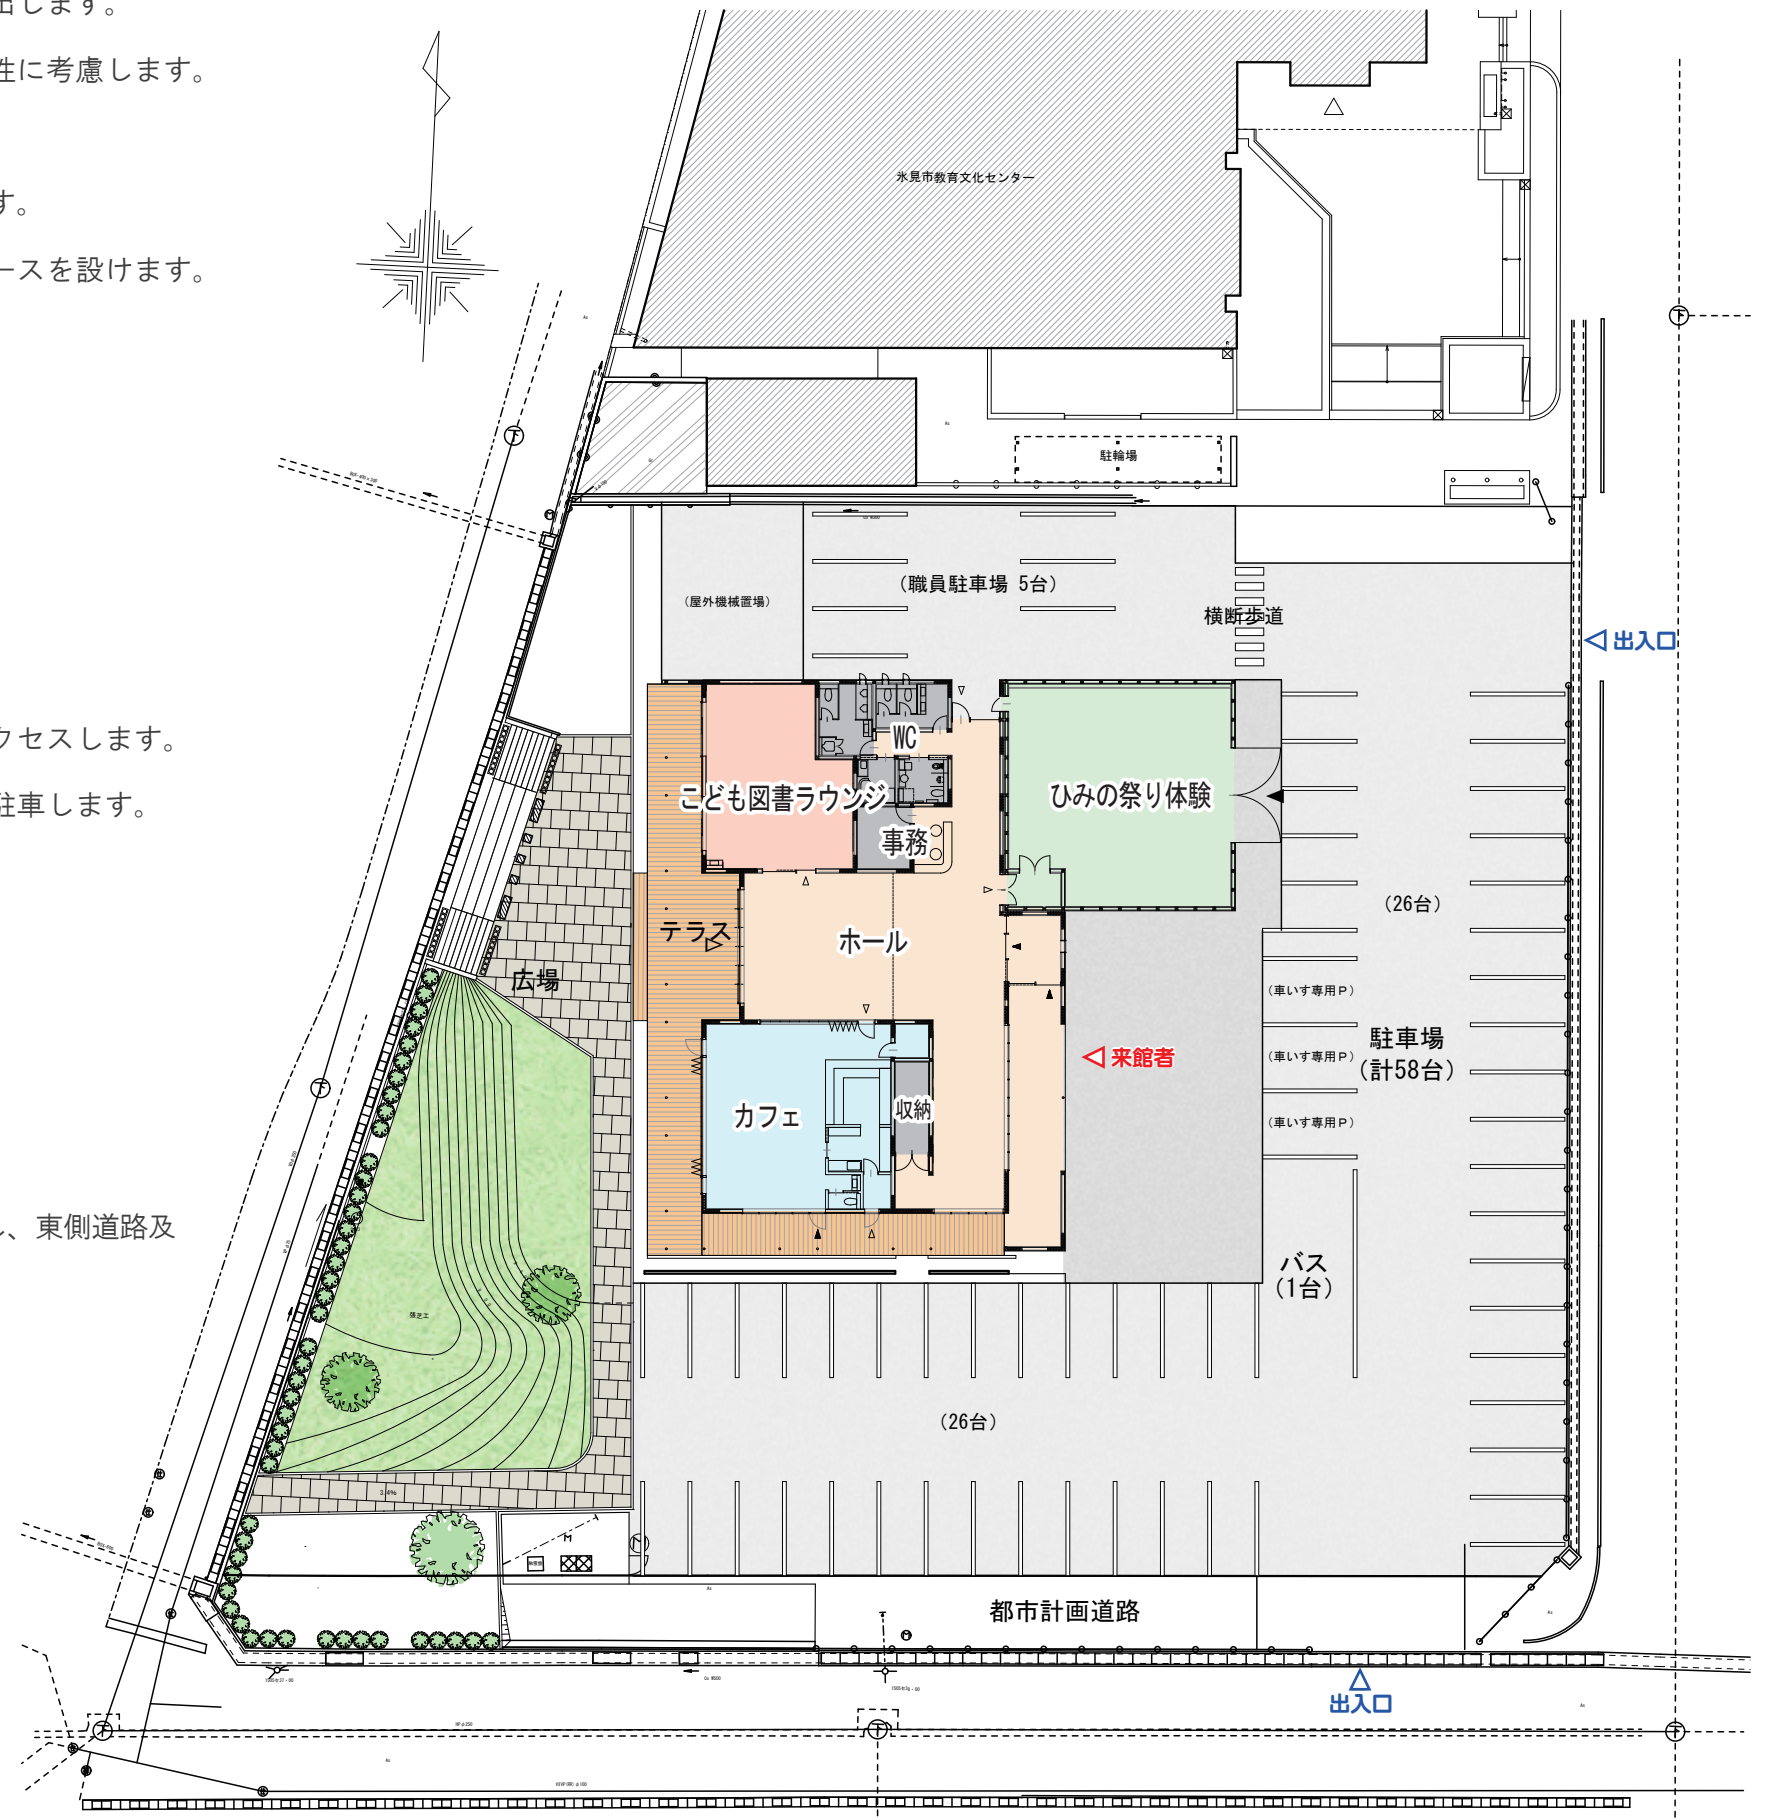 出します。
性に考慮します。
す。
ースを設けます。
クセスします。
駐車します。
、東側道路及
氷見市教育文化センター
駐輪場
(屋外機械置場)
(職員駐車場 5台)
横断歩道
出入口
WC
こども図書ラウンジ
事務
ひみの祭り体験
(26台)
テラス
ホール
広場
(車いす専用P)
駐車場
(計58台)
(車いす専用P)
来館者
カフェ
収納
(車いす専用P)
バス
(1台)
張芝工
(26台)
3.4%
都市計画道路
出入口